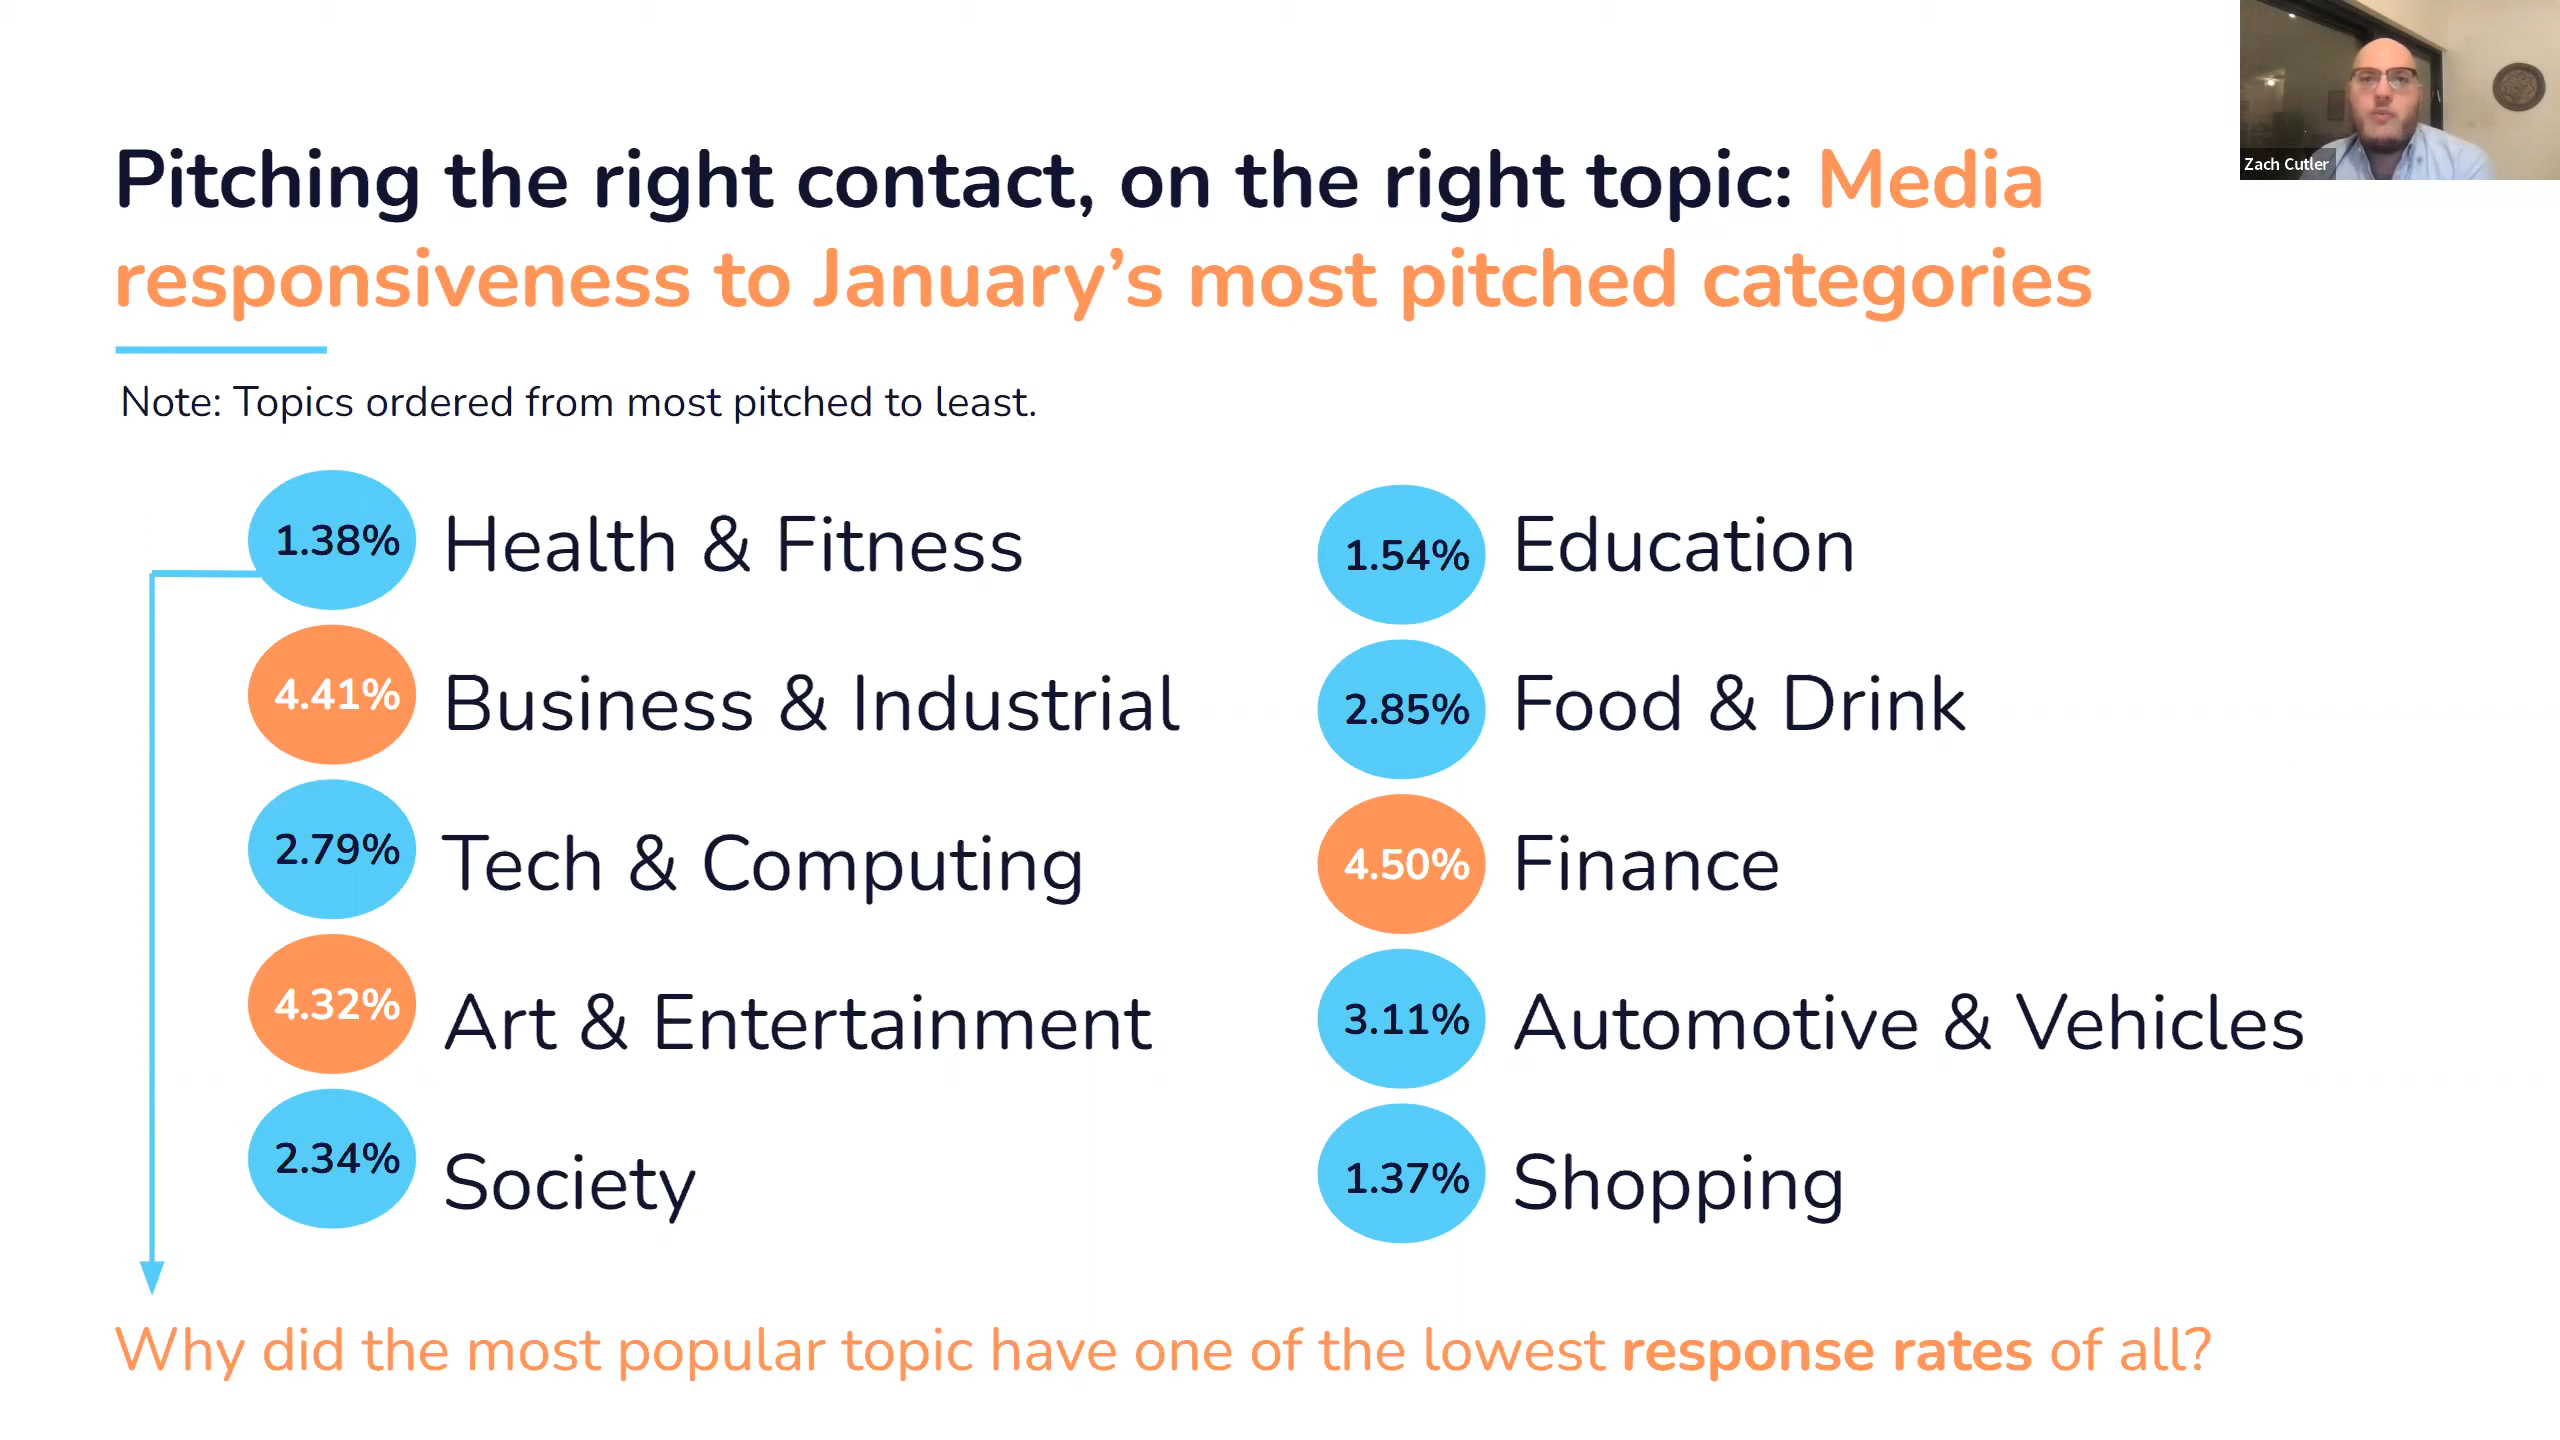 Zach Cutler
Pitching the right contact, on the right topic: Media
responsiveness to January’s most pitched categories
Note: Topics ordered from most pitched to least.
1.38% Health & Fitness
4.41% Business & Industrial
2.79% Tech & Computing
4.32% Art & Entertainment
2.34% Society
1.54% Education
2.85% Food & Drink
4.50% Finance
3.11% Automotive & Vehicles
1.37% Shopping
Why did the most popular topic have one of the lowest response rates of all?